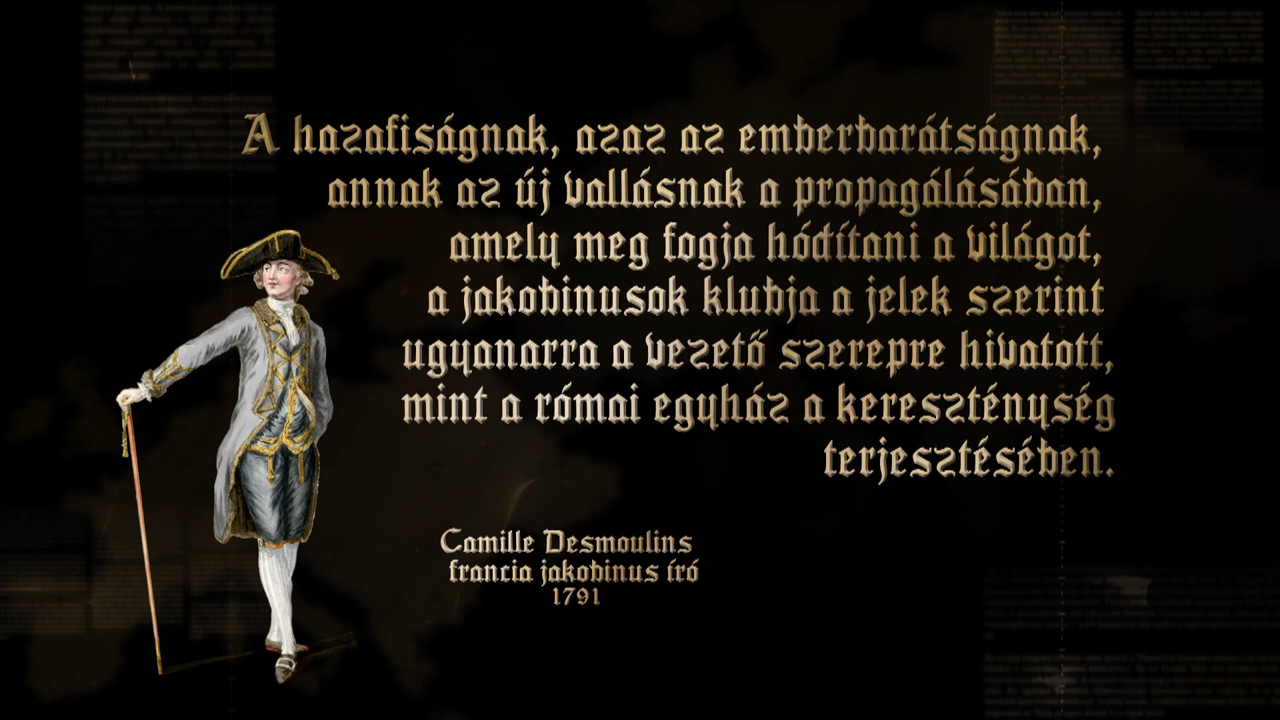 A hazafiságnak, azaz az emberbarátságnak,
annak az új vallásnak a propagálásában,
amely meg fogja hódítani a világot,
a jakobinusok klubja a jelek szerint
ugyanarra a vezető szerepre hivatott,
mint a római egyház a kereszténység
terjesztésében.
Camille Desmoulins
francia jakobinus író
1791